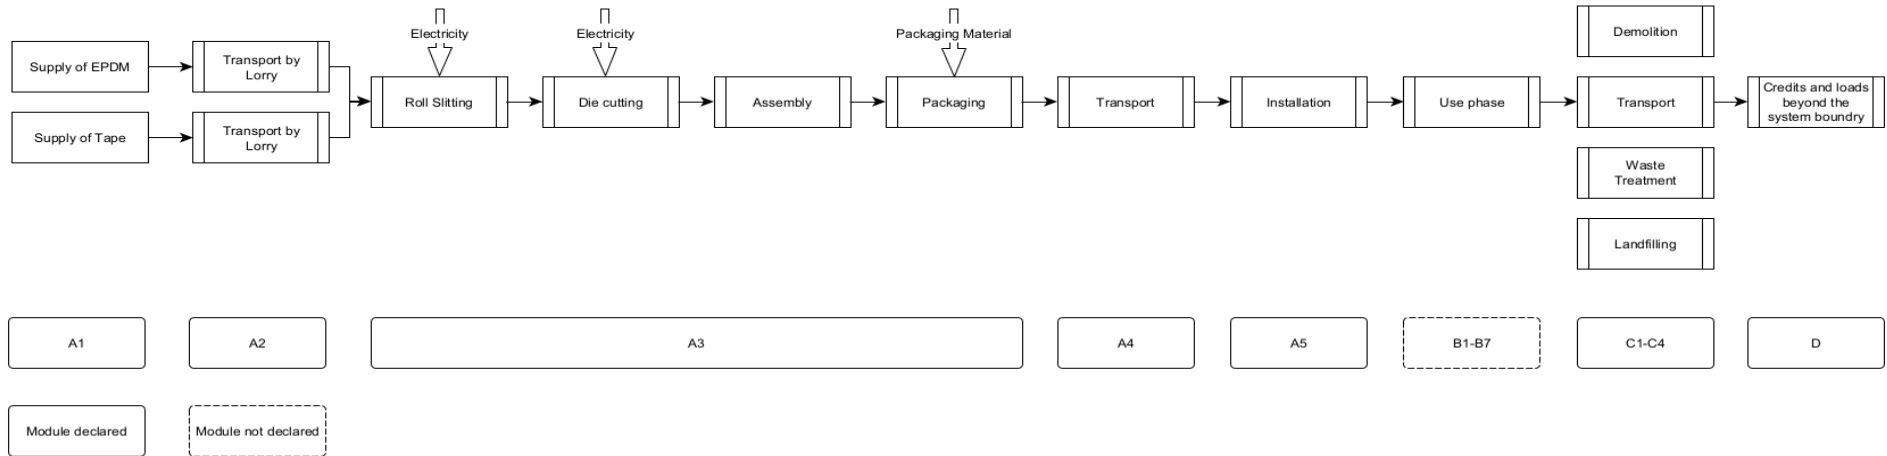 Electricity
Electricity
Packaging Material
Demolition
Supply of EPDM
Transport by
Lorry
Roll Slitting
Die cutting
Assembly
Packaging
Transport
Installation
Use phase
Transport
Credits and loads
beyond the
system boundry
Supply of Tape
Transport by
Lorry
Waste
Treatment
Landfilling
A1
A2
A3
A4
A5
B1-B7
C1-C4
D
Module declared
Module not declared